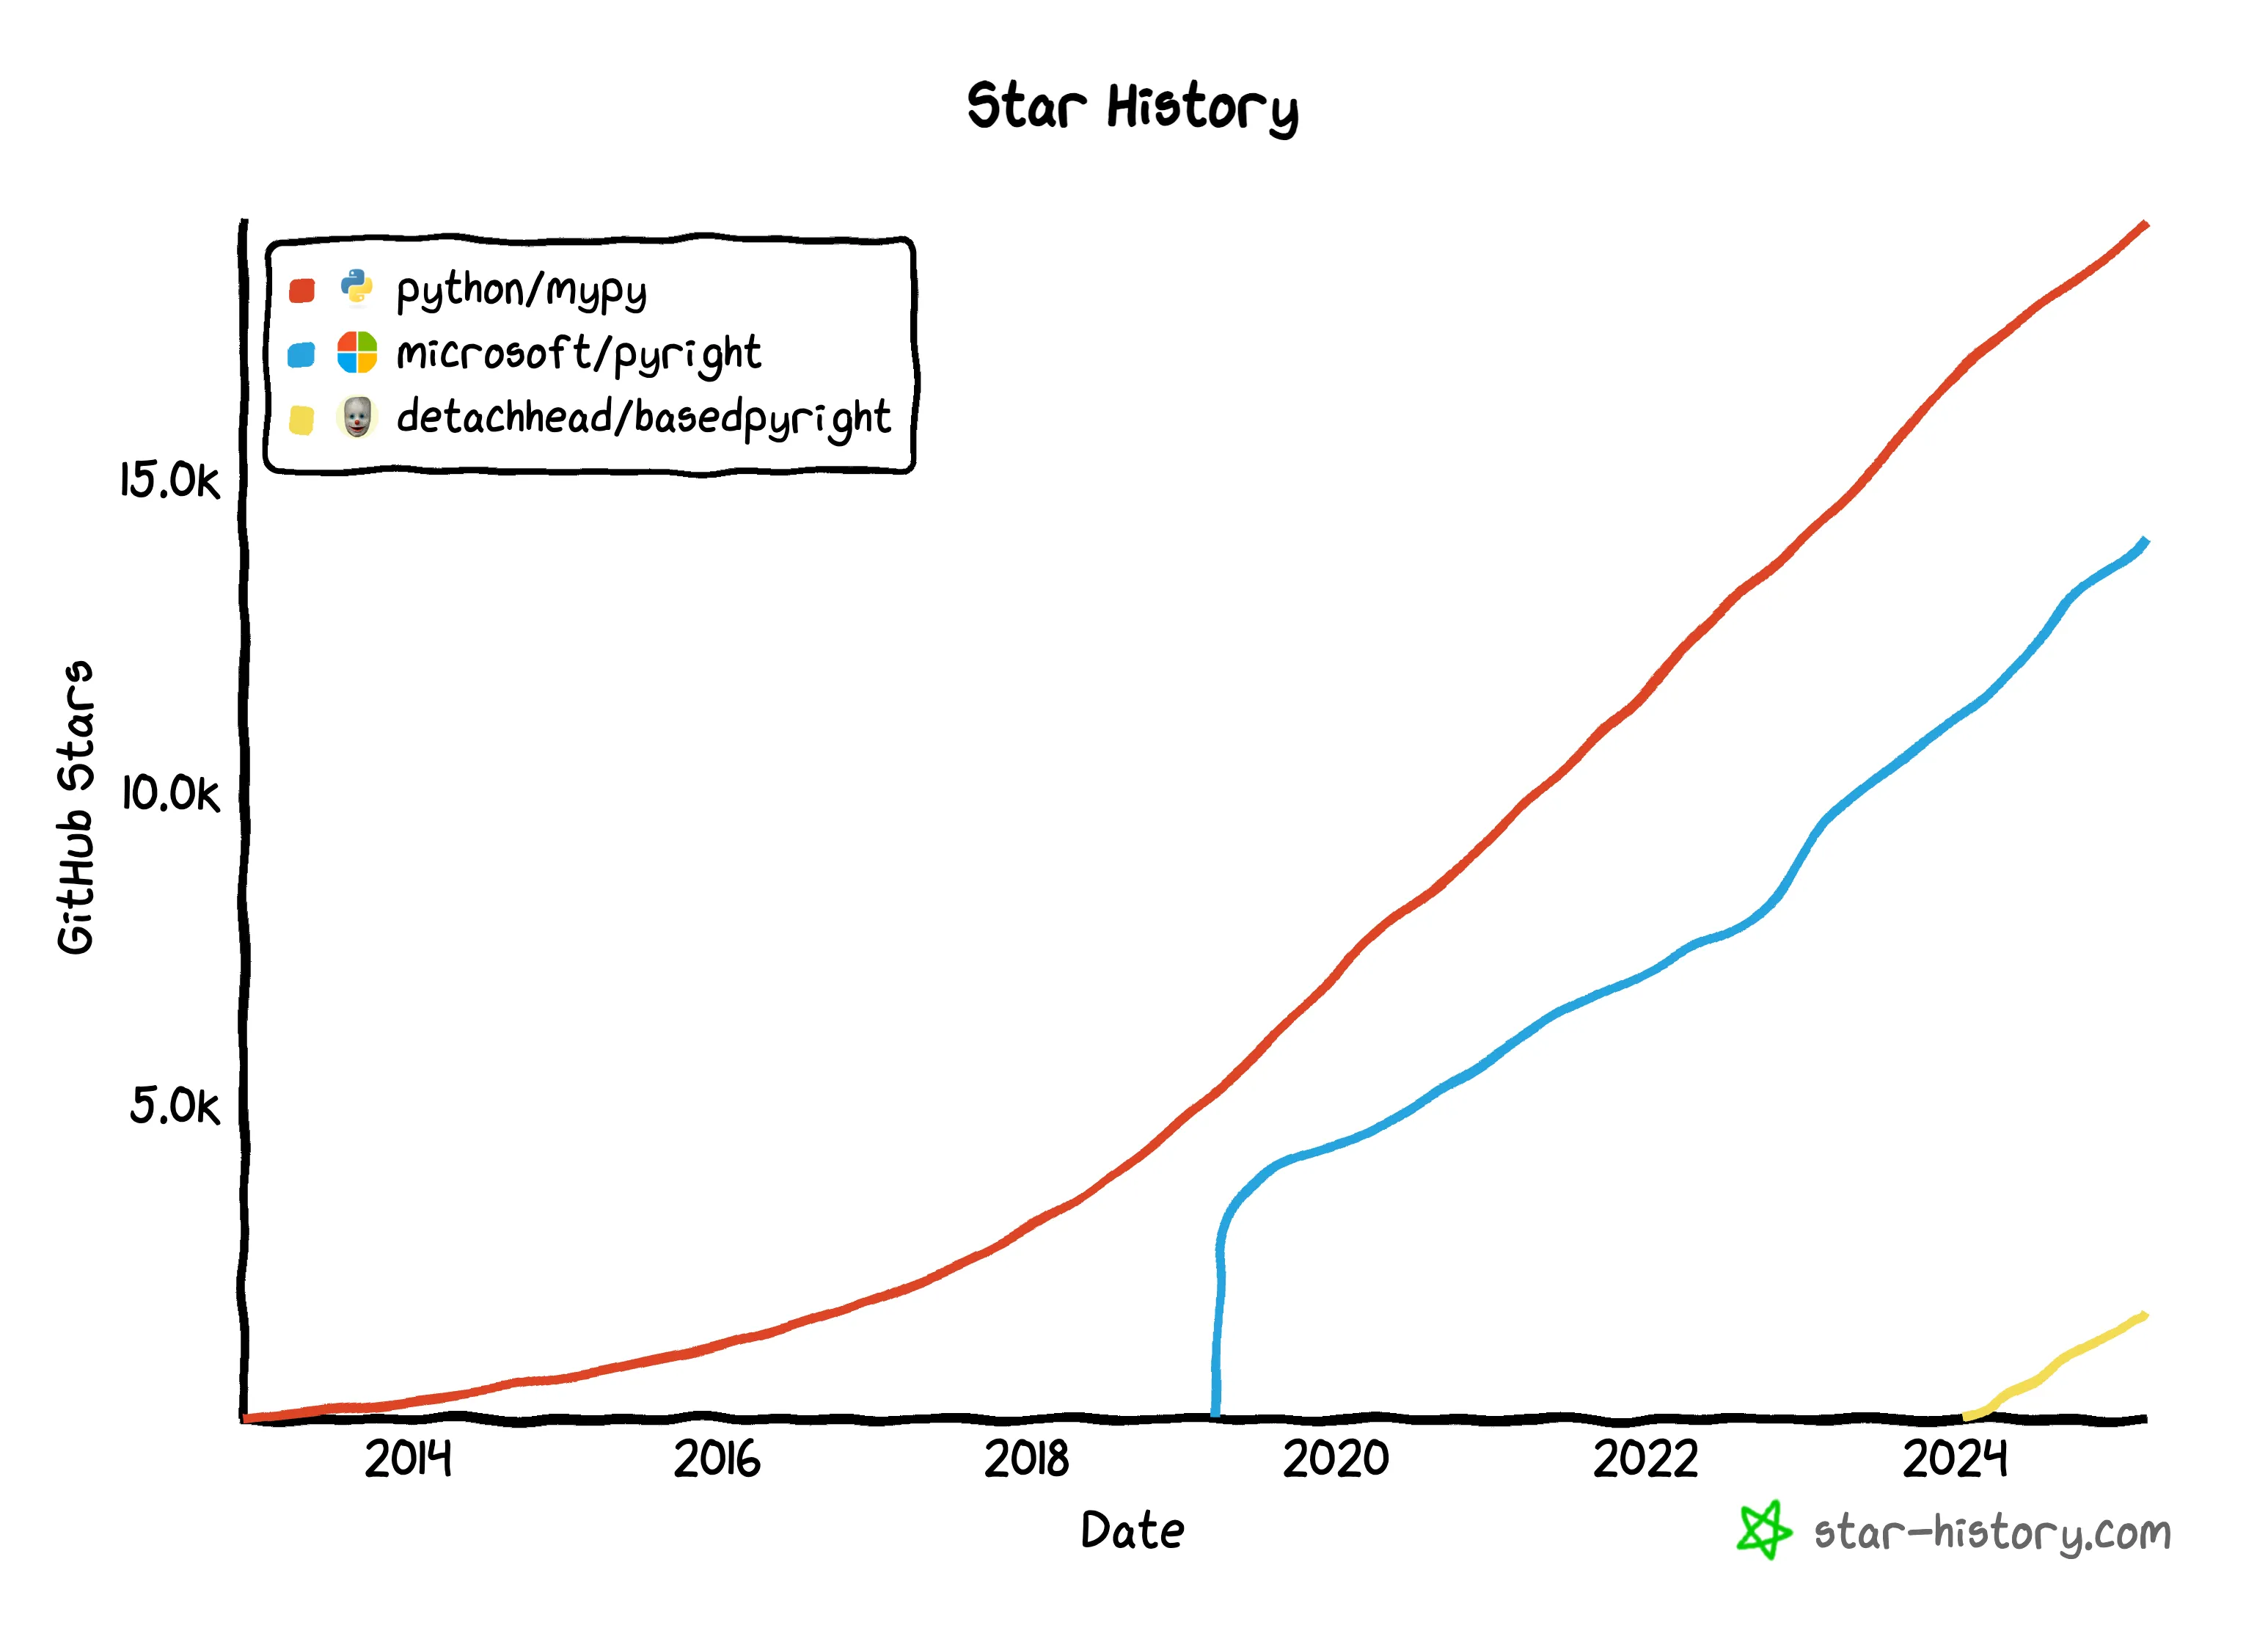 Star History
python/mypy
microsoft/pyright
detachhead/basedpyright
15.0k
10.0k
5.0k
GitHub Stars
2014 2016 2018 2020 2022 2024
Date
star-history.com